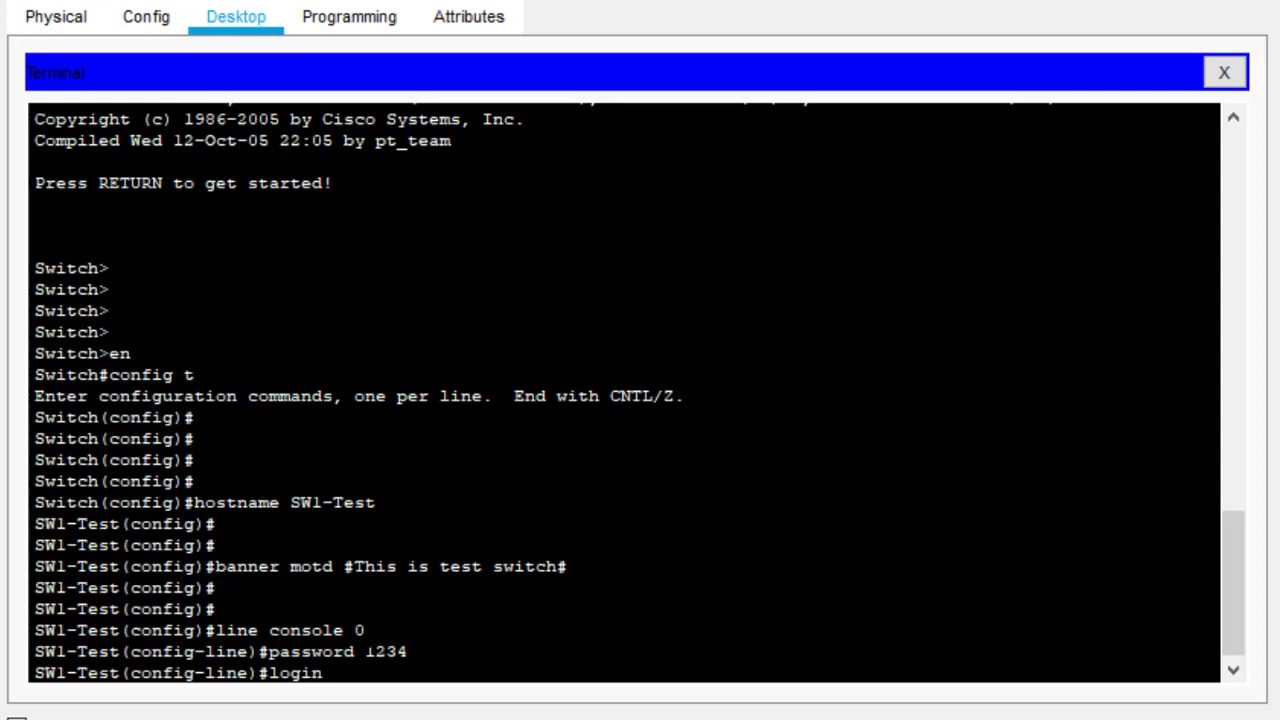 Physical Config Desktop Programming Attributes
Terminal
X
Copyright (c) 1986-2005 by Cisco Systems, Inc.
Compiled Wed 12-Oct-05 22:05 by pt_team
Press RETURN to get started!
Switch>
Switch>
Switch>
Switch>
Switch>en
Switch#config t
Enter configuration commands, one per line.  End with CNTL/Z.
Switch(config)#
Switch(config)#
Switch(config)#
Switch(config)#
Switch(config)#hostname SW1-Test
SW1-Test(config)#
SW1-Test(config)#
SW1-Test(config)#banner motd #This is test switch#
SW1-Test(config)#
SW1-Test(config)#
SW1-Test(config)#line console 0
SW1-Test(config-line)#password 1234
SW1-Test(config-line)#login